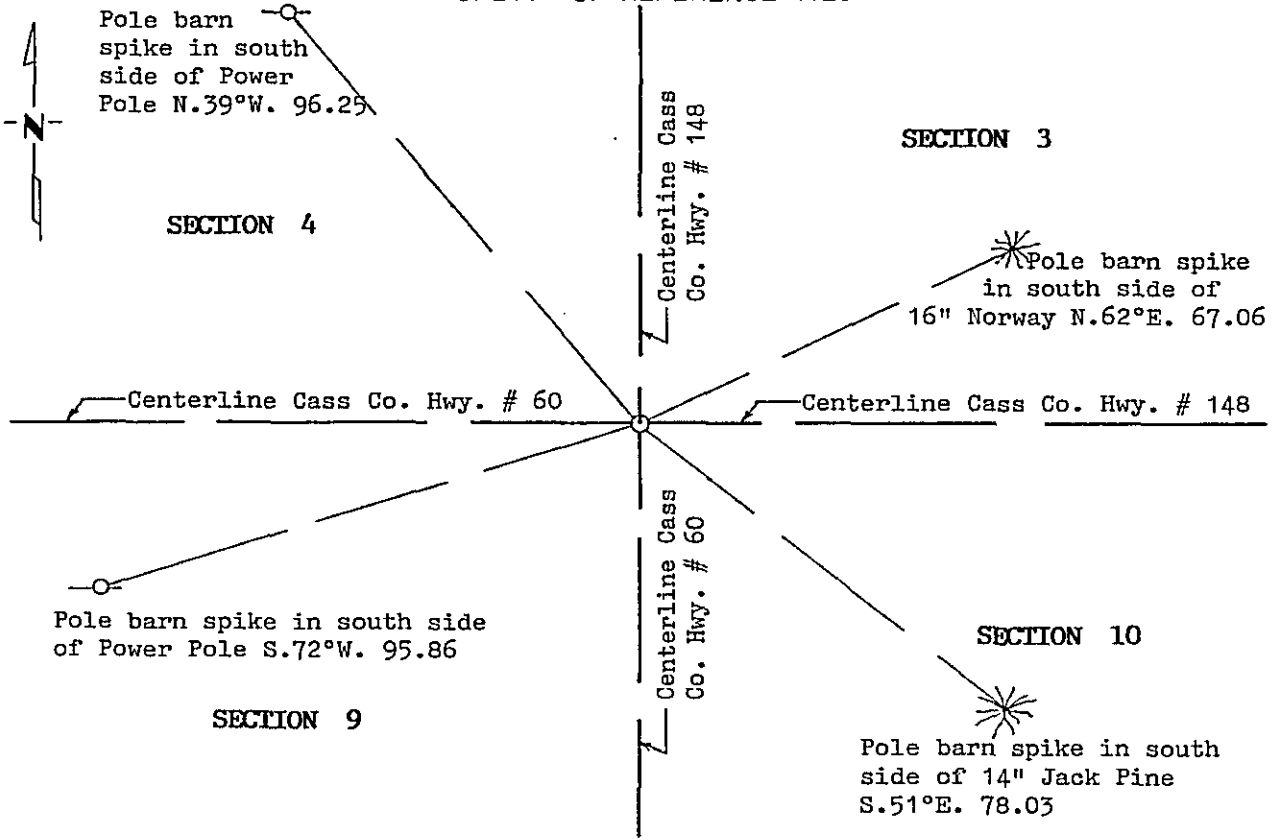 Pole barn
spike in south
side of Power
Pole N.39°W. 96.25
N
Centerline Cass
Co. Hwy. # 148
SECTION 3
SECTION 4
Pole barn spike
in south side of
16" Norway N.62°E. 67.06
Centerline Cass Co. Hwy. # 60
Centerline Cass Co. Hwy. # 148
Centerline Cass
Co. Hwy. # 60
Pole barn spike in south side
of Power Pole S.72°W. 95.86
SECTION 10
SECTION 9
Pole barn spike in south
side of 14" Jack Pine
S.51°E. 78.03